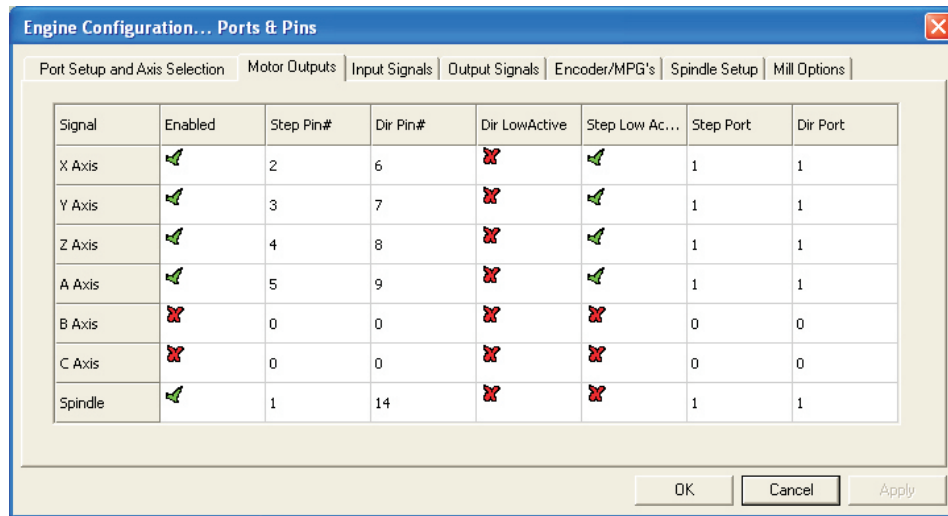 Engine Configuration... Ports & Pins
Port Setup and Axis Selection Motor Outputs Input Signals Output Signals Encoder/MPG's Spindle Setup Mill Options
Signal Enabled Step Pin# Dir Pin# Dir LowActive Step Low Ac... Step Port Dir Port
X Axis 2 6 1 1
Y Axis 3 7 1 1
Z Axis 4 8 1 1
A Axis 5 9 1 1
B Axis 0 0 0 0
C Axis 0 0 0 0
Spindle 1 14 1 1
OK Cancel Apply